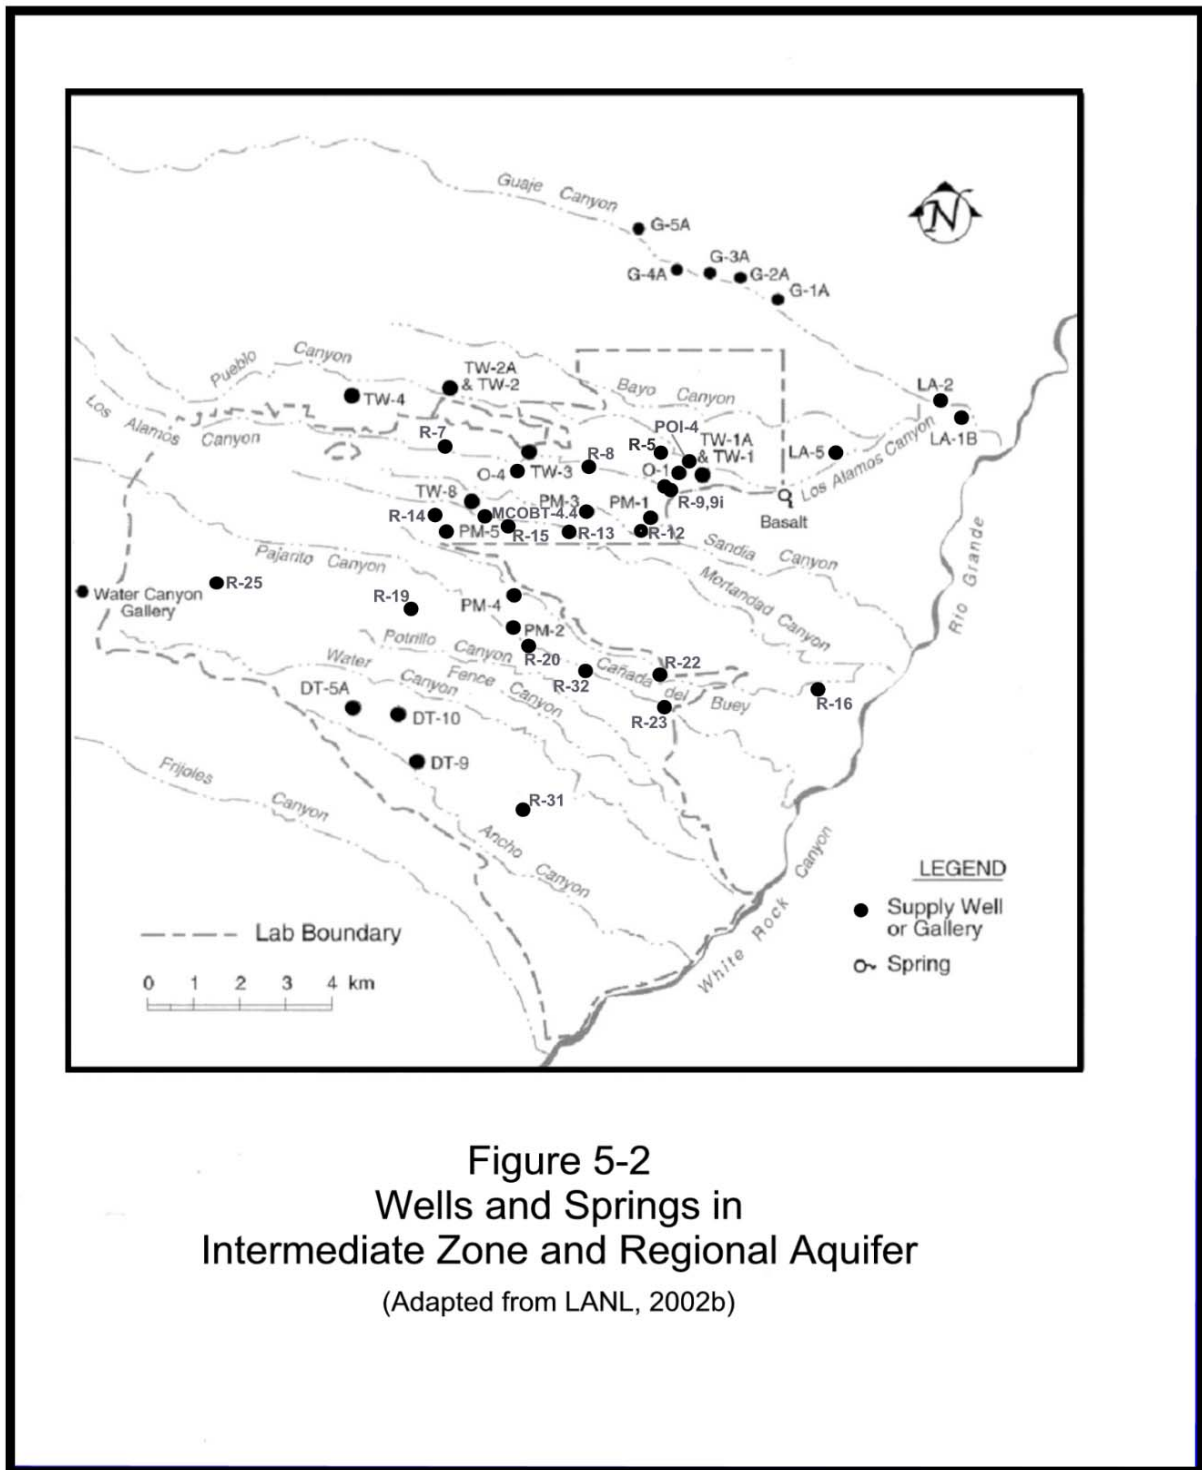 Guaje Canyon
G-5A
N
G-3A
G-4A
G-2A
G-1A
Pueblo Canyon
TW-2A
& TW-2
LA-2
Bayo Canyon
TW-4
Los Alamos Canyon
POI-4
R-7
R-5
TW-1A
& TW-1
LA-1B
R-8
LA-5
O-4
TW-3
O-1
Los Alamos Canyon
TW-8
PM-3
PM-1
R-9,9i
R-14
MCOBT-4.4
Basalt
PM-5
R-15
R-13
R-12
Sandia Canyon
Pajarito Canyon
Mortandad Canyon
Rio Grande
R-25
Water Canyon
Gallery
R-19
PM-4
PM-2
Potrillo Canyon
R-20
Water Canyon
Fence Canyon
R-32
Cañada del Buey
R-22
R-16
R-23
DT-5A
DT-10
DT-9
Frijoles Canyon
R-31
Ancho Canyon
White Rock Canyon
LEGEND
Supply Well
or Gallery
Spring
Lab Boundary
0 1 2 3 4 km
Figure 5-2
Wells and Springs in
Intermediate Zone and Regional Aquifer
(Adapted from LANL, 2002b)